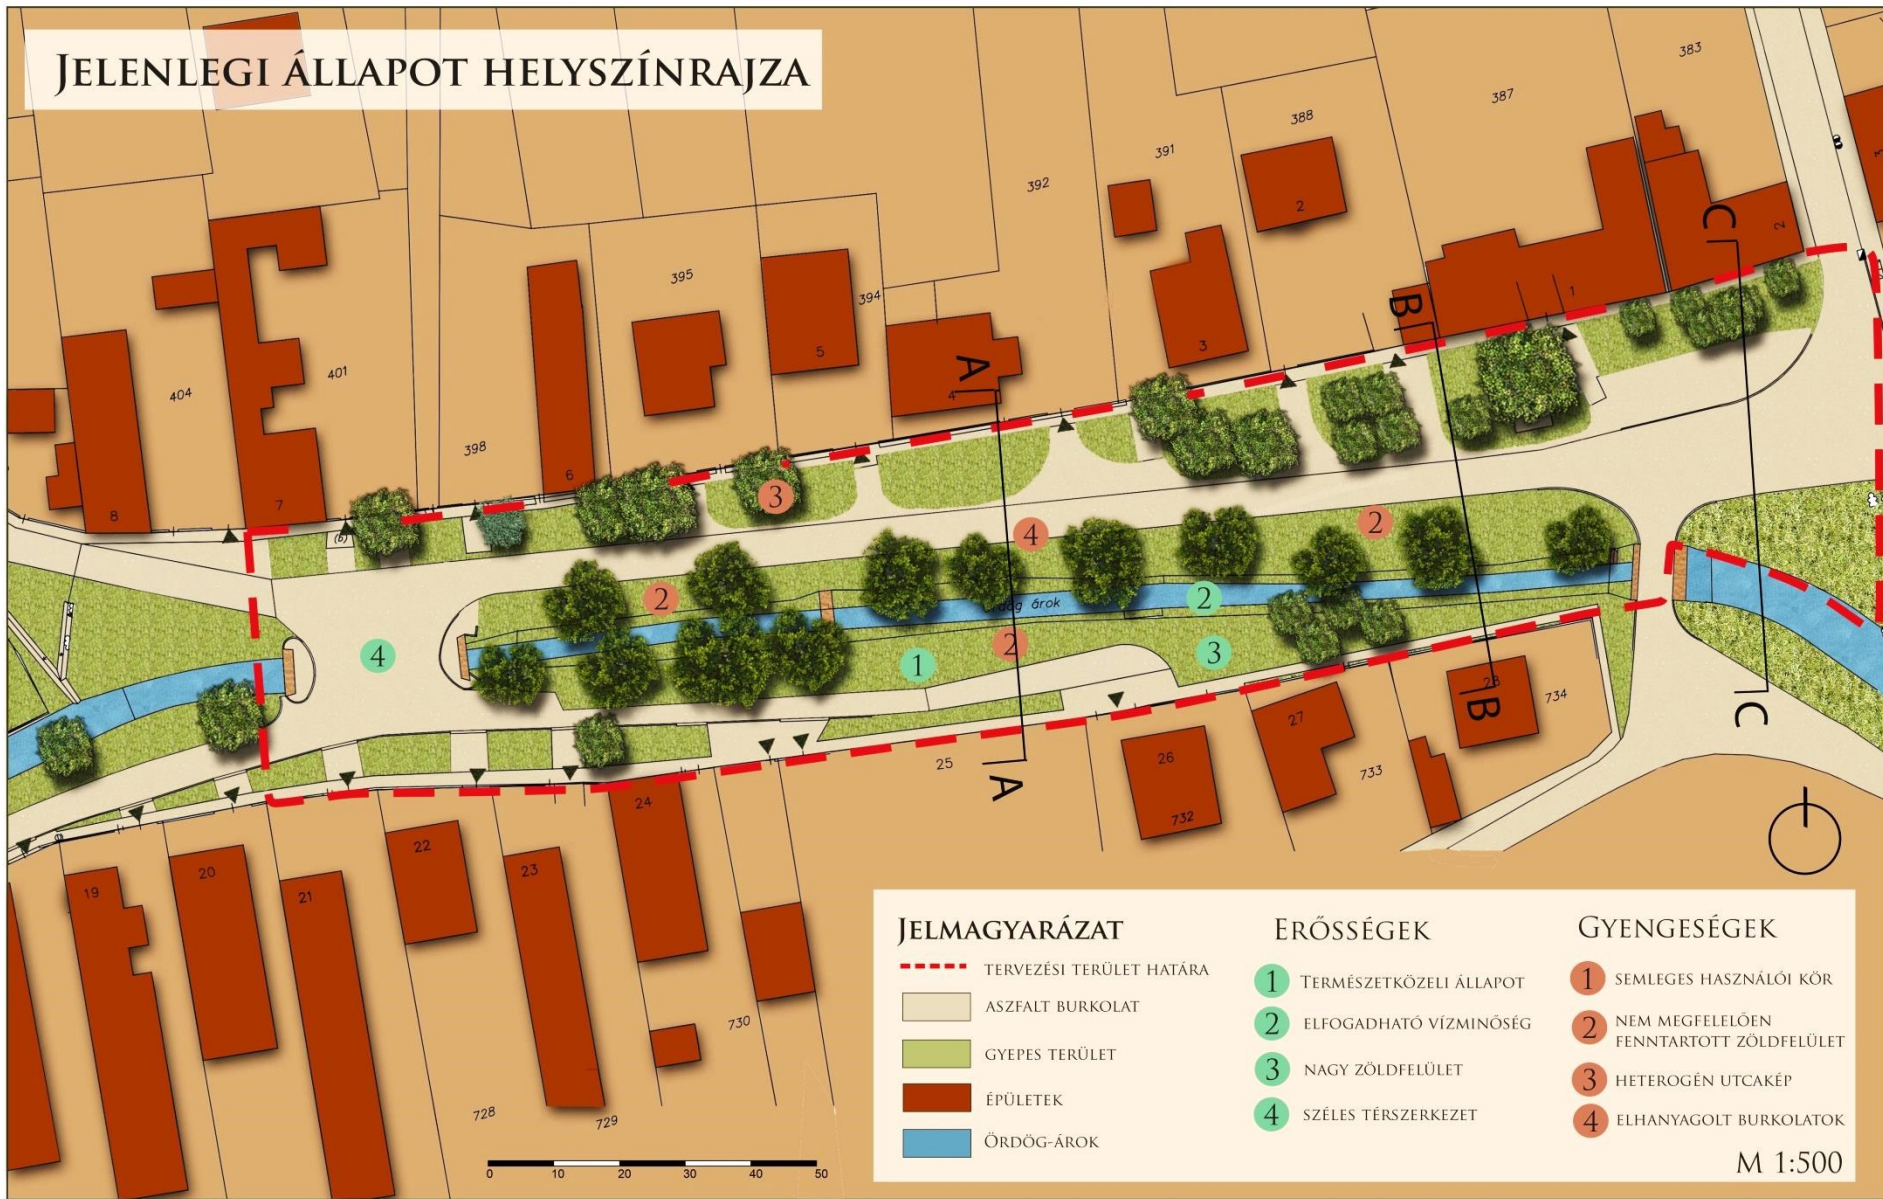 JELENLEGI ÁLLAPOT HELYSZÍNRAJZA
383
387
388
391
392
395
394
398
401
404
2
2
1
3
4
5
6
7
8
(6)
A
B
C
3
2
4
2
2
2
1
3
4
árok
A
B
C
19
20
21
22
23
24
25
26
27
28
728
729
730
732
733
734
0 10 20 30 40 50
JELMAGYARÁZAT
TERVEZÉSI TERÜLET HATÁRA
ASZFALT BURKOLAT
GYEPES TERÜLET
ÉPÜLETEK
ÖRDÖG-ÁROK
ERŐSSÉGEK
1 TERMÉSZETKÖZELI ÁLLAPOT
2 ELFOGADHATÓ VÍZMINŐSÉG
3 NAGY ZÖLDFELÜLET
4 SZÉLES TÉRSZERKEZET
GYENGESÉGEK
1 SEMLEGES HASZNÁLÓI KÖR
2 NEM MEGFELELŐEN
FENNTARTOTT ZÖLDFELÜLET
3 HETEROGÉN UTCAKÉP
4 ELHANYAGOLT BURKOLATOK
M 1:500